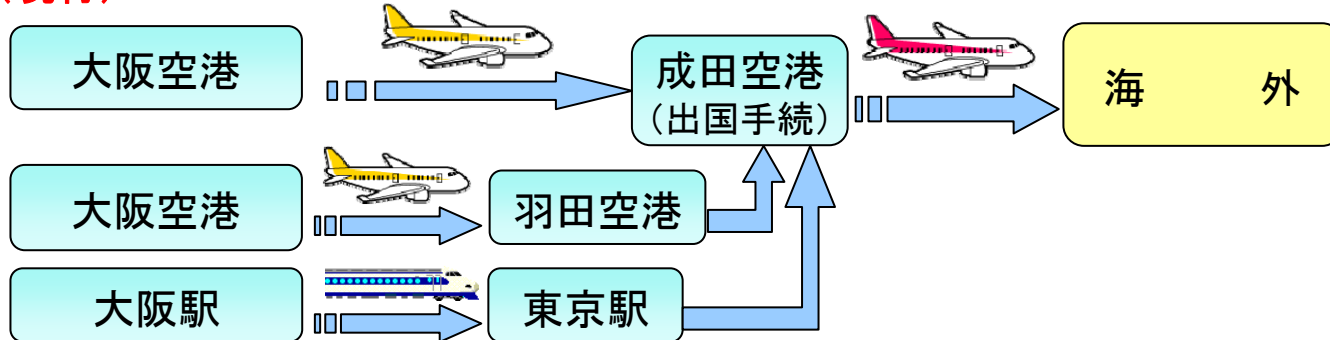 大阪空港
成田空港
（出国手続）
海　外
大阪空港
羽田空港
大阪駅
東京駅